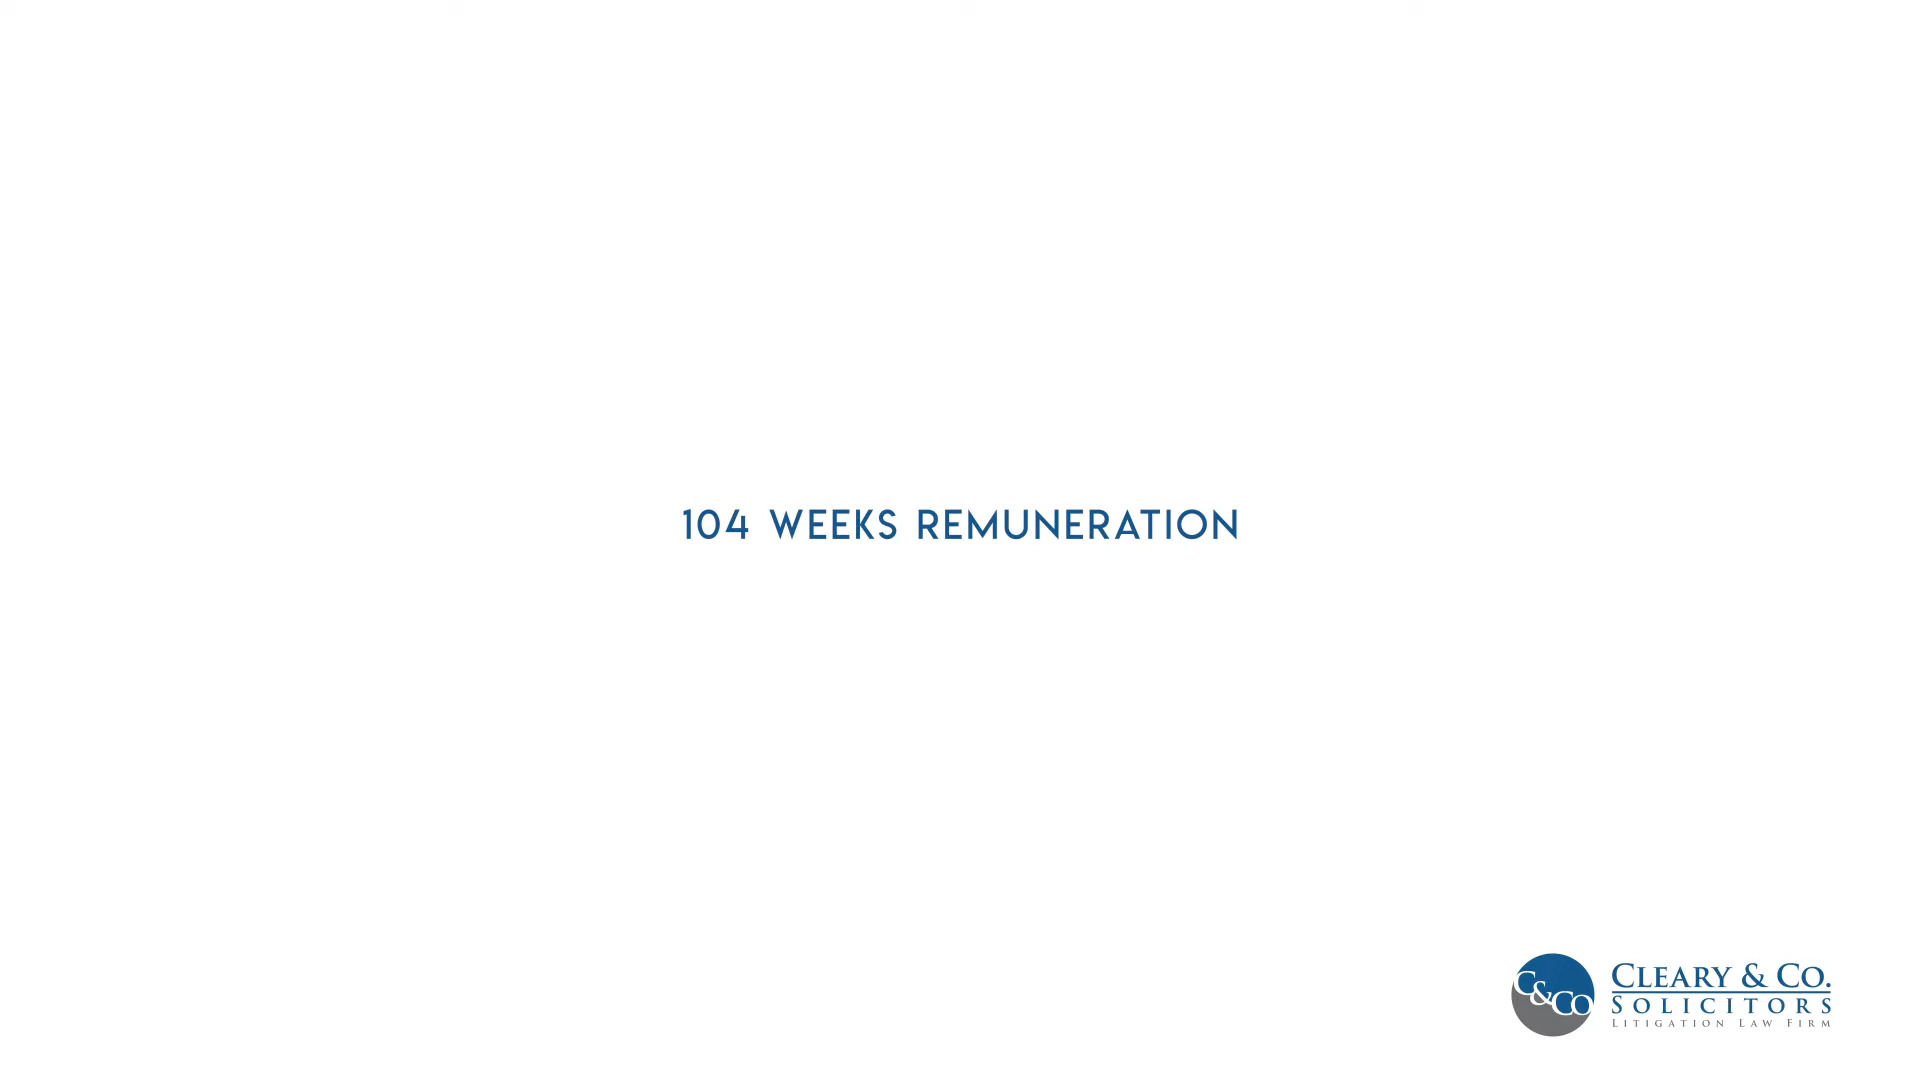 104 WEEKS REMUNERATION
C&CO
CLEARY & CO.
SOLICITORS
LITIGATION LAW FIRM